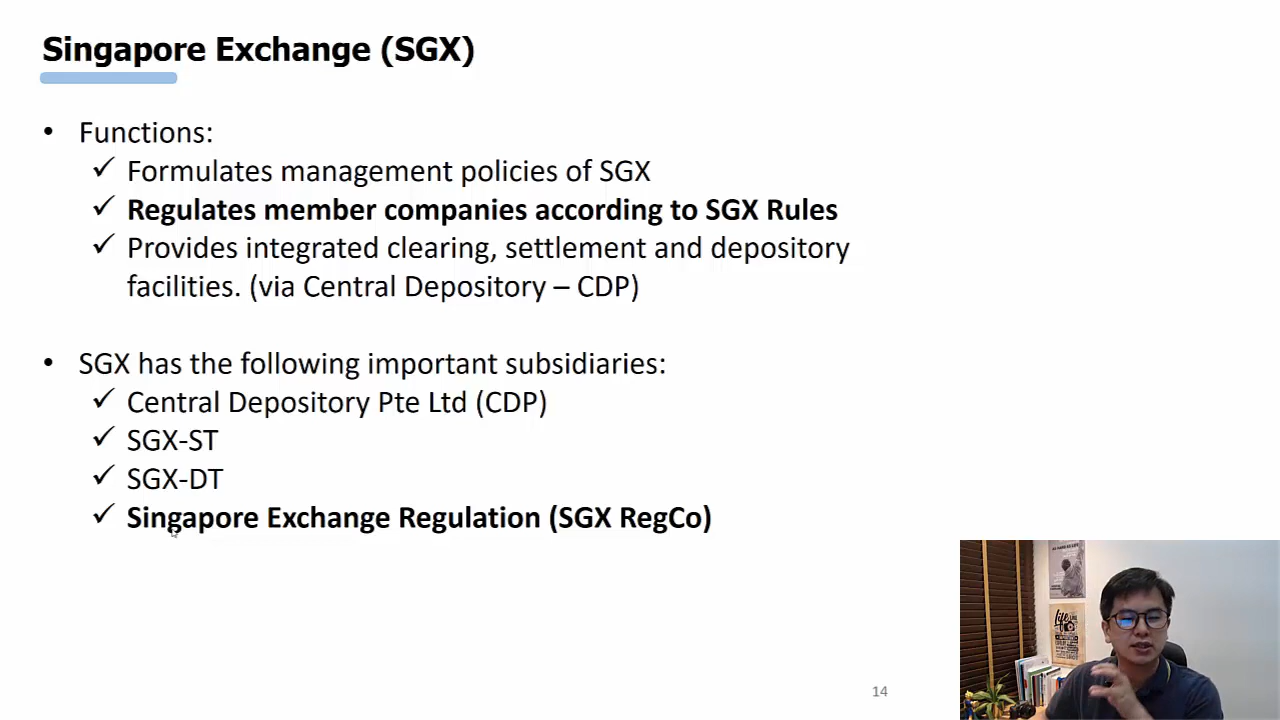 Singapore Exchange (SGX)
• Functions:
✓ Formulates management policies of SGX
✓ Regulates member companies according to SGX Rules
✓ Provides integrated clearing, settlement and depository
facilities. (via Central Depository – CDP)
• SGX has the following important subsidiaries:
✓ Central Depository Pte Ltd (CDP)
✓ SGX-ST
✓ SGX-DT
✓ Singapore Exchange Regulation (SGX RegCo)
Life
14